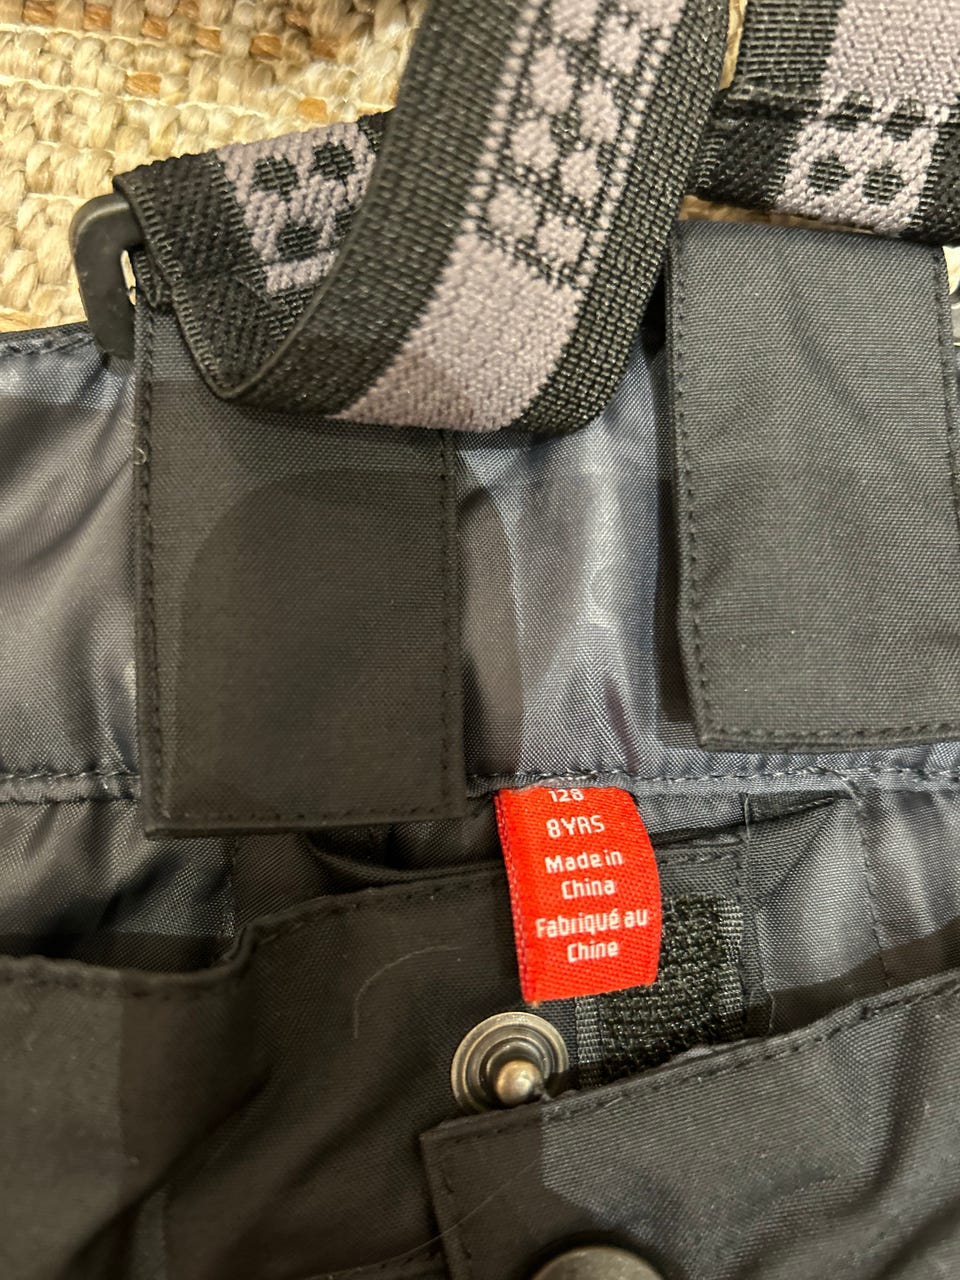 128
8YRS
Made in
China
Fabriqué au
Chine